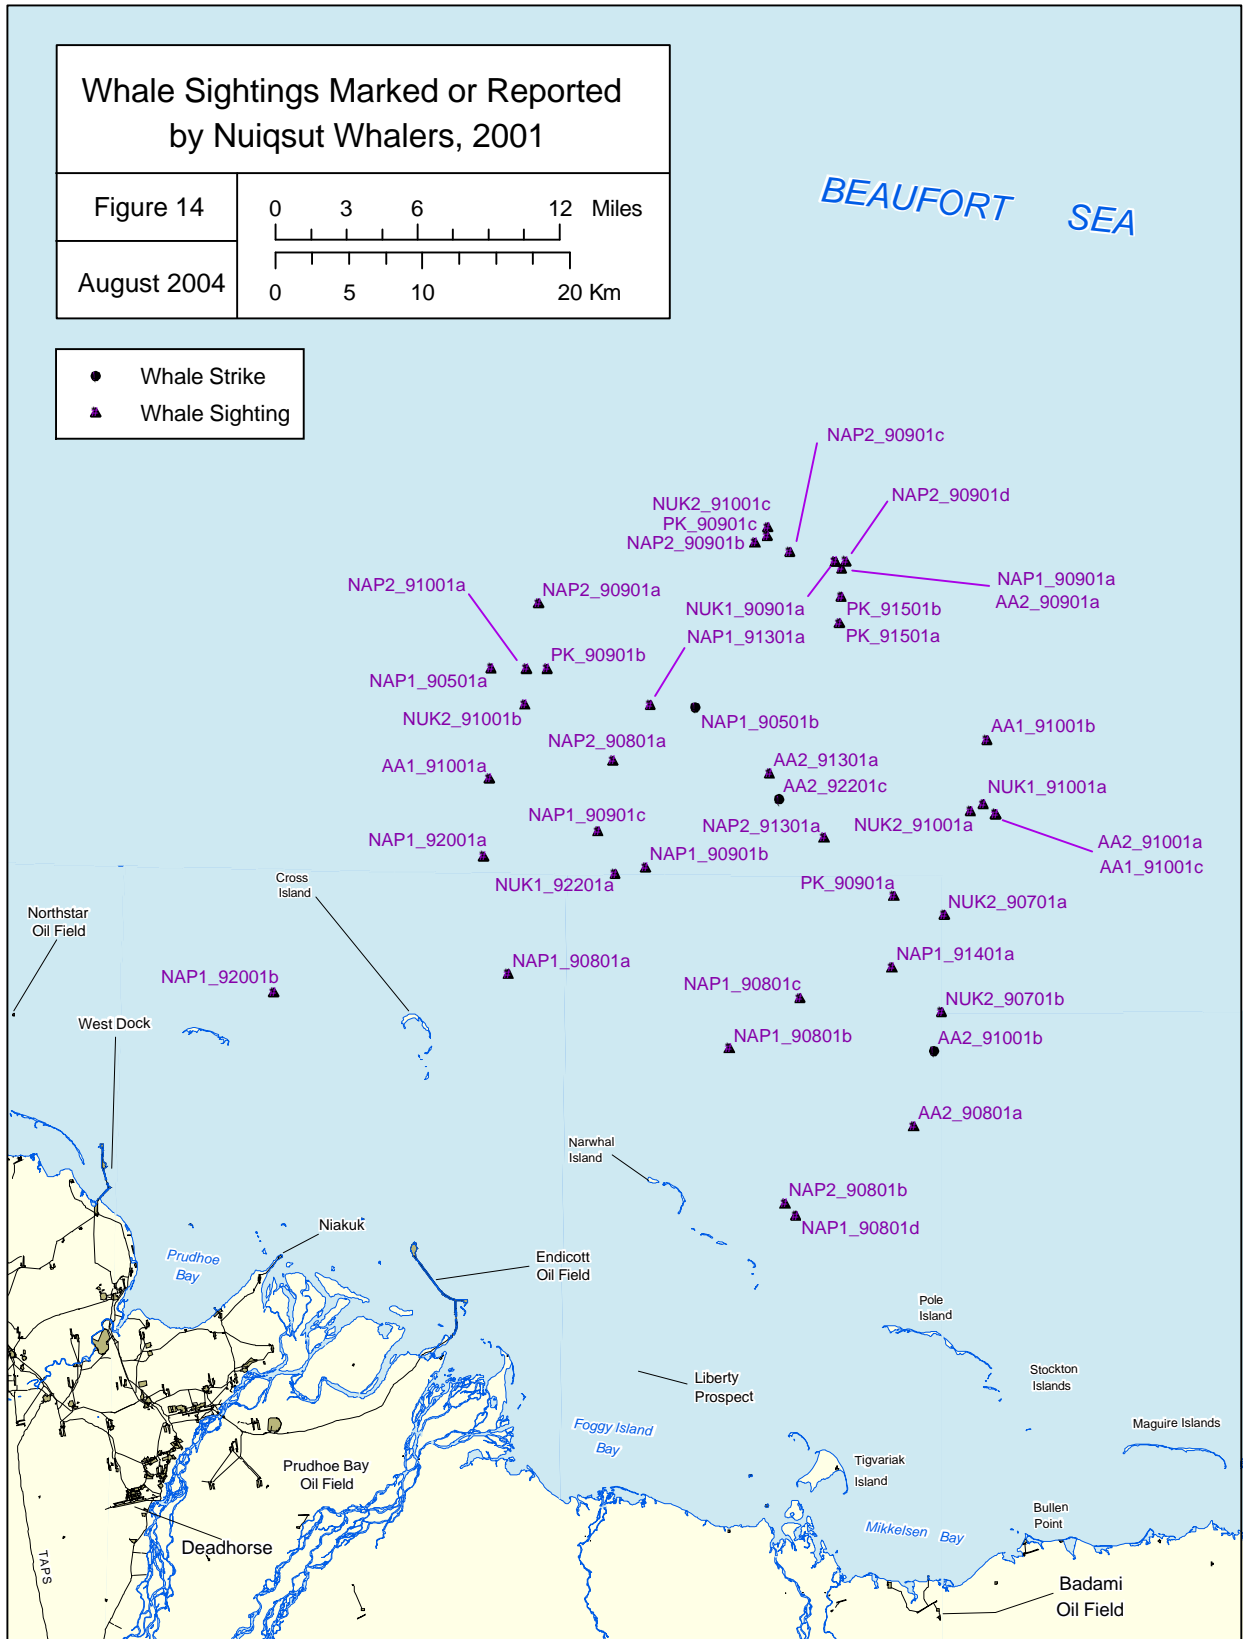 Whale Sightings Marked or Reported
by Nuiqsut Whalers, 2001
Figure 14
August 2004
0 3 6 12 Miles
0 5 10 20 Km
BEAUFORT SEA
Whale Strike
Whale Sighting
NAP2_90901c
NAP2_90901d
NUK2_91001c
PK_90901c
NAP2_90901b
NAP1_90901a
AA2_90901a
NAP2_91001a
NAP2_90901a
NUK1_90901a
PK_91501b
NAP1_91301a
PK_91501a
PK_90901b
NAP1_90501a
NUK2_91001b
NAP1_90501b
NAP2_90801a
AA1_91001b
AA1_91001a
AA2_91301a
AA2_92201c
NUK1_91001a
NAP1_90901c
NAP2_91301a
NUK2_91001a
NAP1_92001a
AA2_91001a
AA1_91001c
NAP1_90901b
NUK1_92201a
PK_90901a
Cross
Island
NUK2_90701a
Northstar
Oil Field
NAP1_90801a
NAP1_91401a
NAP1_92001b
NAP1_90801c
NUK2_90701b
West Dock
NAP1_90801b
AA2_91001b
AA2_90801a
Narwhal
Island
NAP2_90801b
NAP1_90801d
Niakuk
Prudhoe
Bay
Endicott
Oil Field
Pole
Island
Liberty
Prospect
Stockton
Islands
Foggy Island
Bay
Maguire Islands
Prudhoe Bay
Oil Field
Tigvariak
Island
Bullen
Point
Mikkelsen Bay
Deadhorse
TAPS
Badami
Oil Field